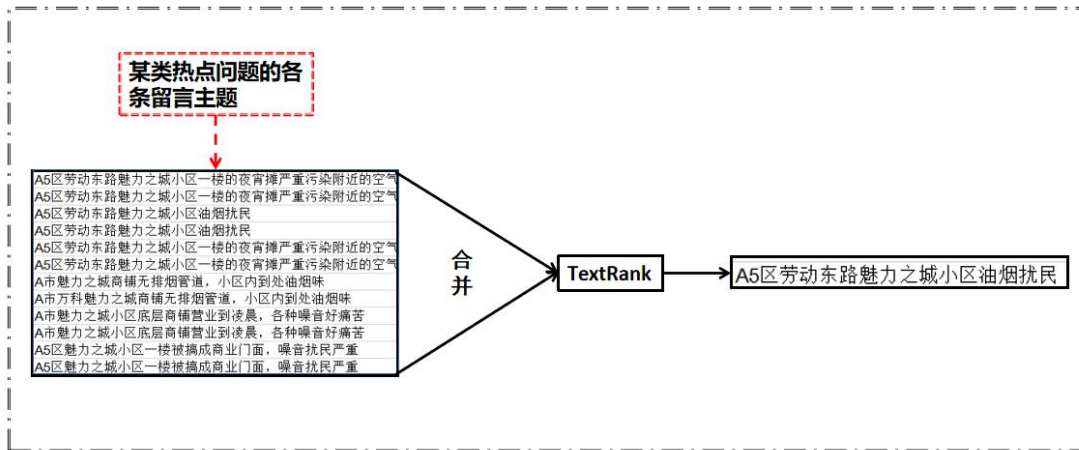 某类热点问题的各
条留言主题
A5区劳动东路魅力之城小区一楼的夜宵摊严重污染附近的空气
A5区劳动东路魅力之城小区一楼的夜宵摊严重污染附近的空气
A5区劳动东路魅力之城小区油烟扰民
A5区劳动东路魅力之城小区油烟扰民
A5区劳动东路魅力之城小区一楼的夜宵摊严重污染附近的空气
A5区劳动东路魅力之城小区一楼的夜宵摊严重污染附近的空气
A市魅力之城商铺无排烟管道，小区内到处油烟味
A市万科魅力之城商铺无排烟管道，小区内到处油烟味
A市魅力之城小区底层商铺营业到凌晨，各种噪音好痛苦
A市魅力之城小区底层商铺营业到凌晨，各种噪音好痛苦
A5区魅力之城小区一楼被搞成商业门面，噪音扰民严重
A5区魅力之城小区一楼被搞成商业门面，噪音扰民严重
合
并
TextRank
A5区劳动东路魅力之城小区油烟扰民